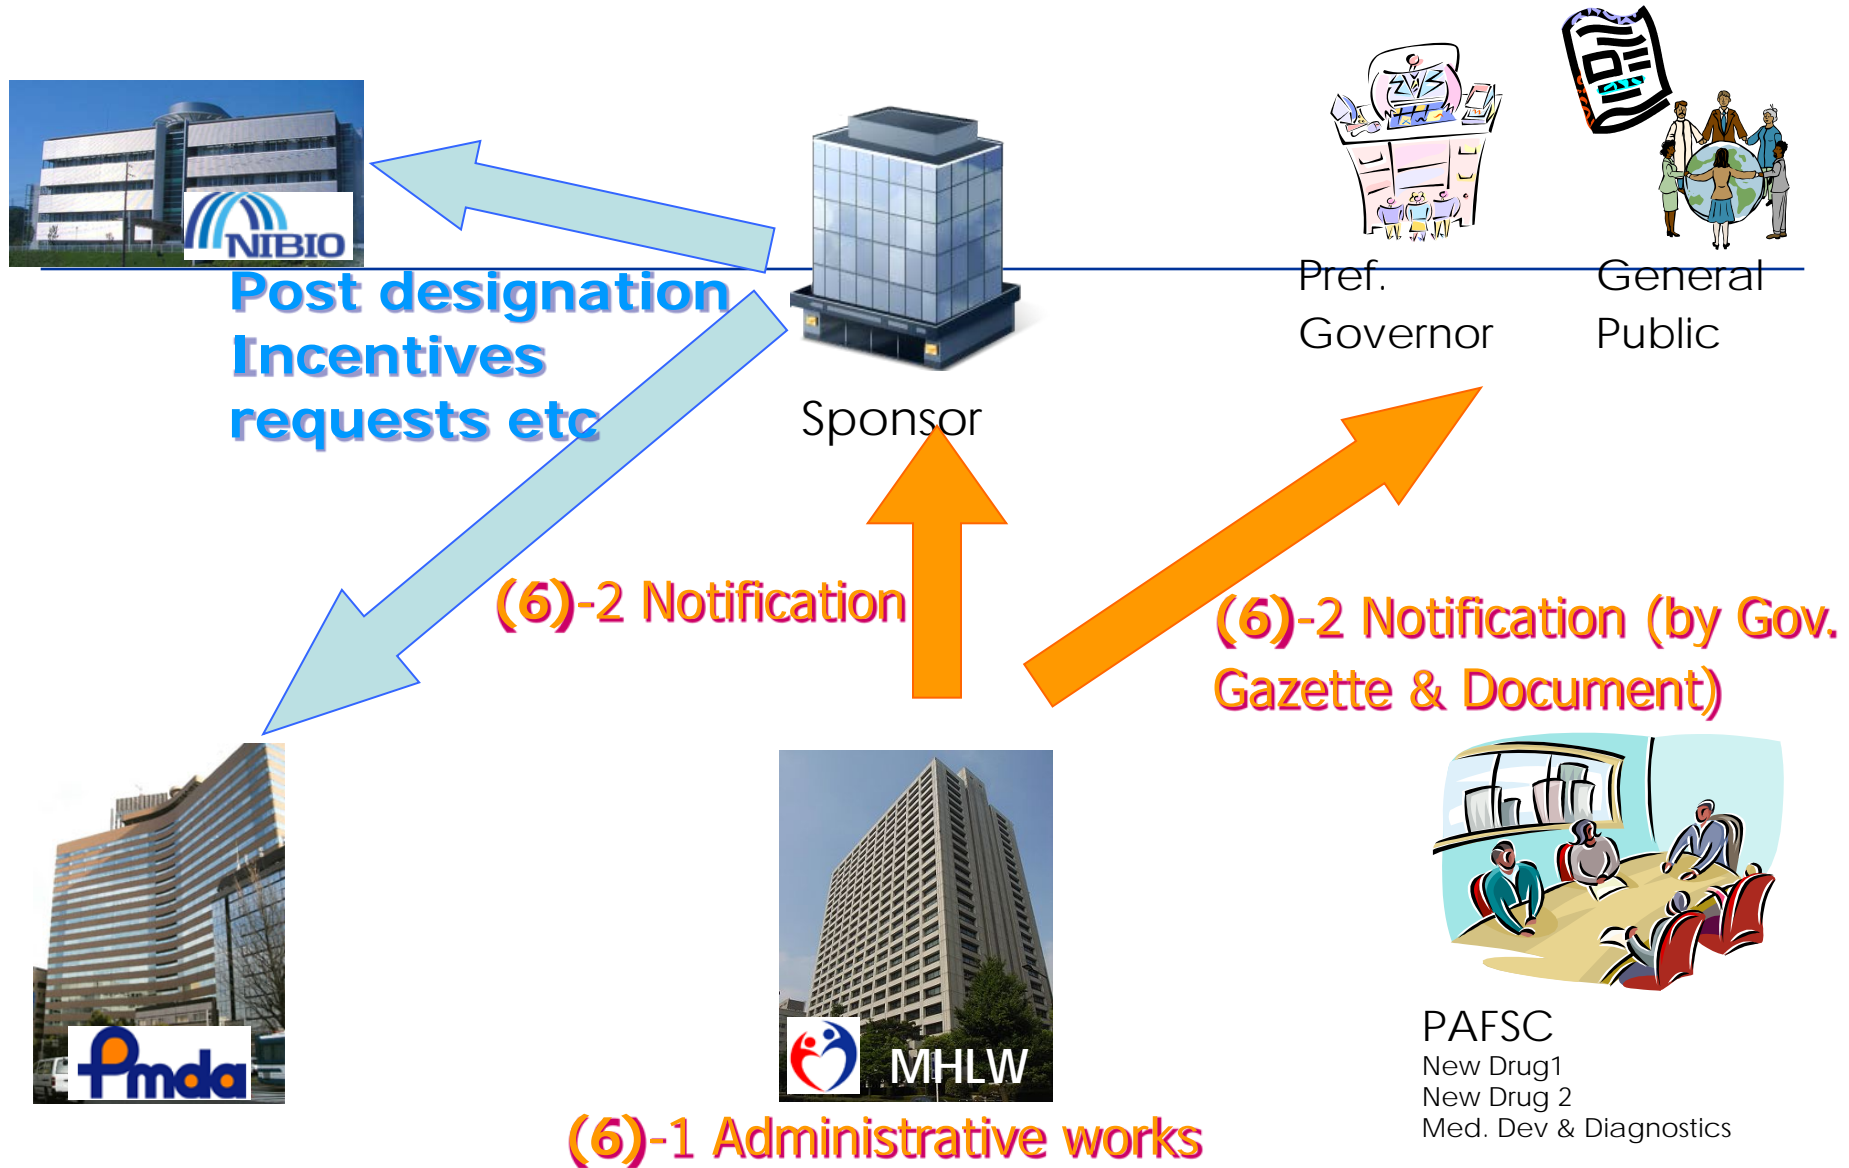 NIBIO
Post designation
Incentives
requests etc
Sponsor
Pref.
Governor
General
Public
(6)-2 Notification
(6)-2 Notification (by Gov.
Gazette & Document)
Pmda
MHLW
(6)-1 Administrative works
PAFSC
New Drug1
New Drug 2
Med. Dev & Diagnostics